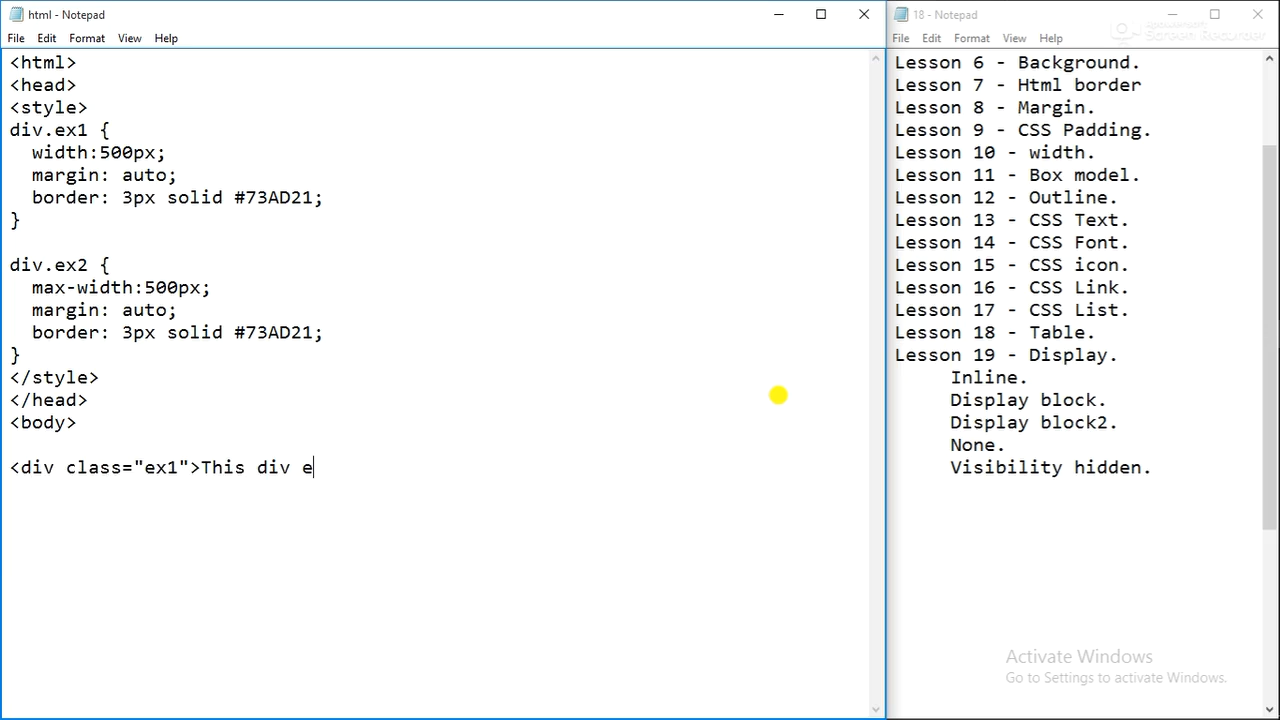 html - Notepad
File Edit Format View Help
<html>
<head>
<style>
div.ex1 {
  width:500px;
  margin: auto;
  border: 3px solid #73AD21;
}

div.ex2 {
  max-width:500px;
  margin: auto;
  border: 3px solid #73AD21;
}
</style>
</head>
<body>

<div class="ex1">This div e
18 - Notepad
File Edit Format View Help
Screen Recorder
Lesson 6 - Background.
Lesson 7 - Html border
Lesson 8 - Margin.
Lesson 9 - CSS Padding.
Lesson 10 - width.
Lesson 11 - Box model.
Lesson 12 - Outline.
Lesson 13 - CSS Text.
Lesson 14 - CSS Font.
Lesson 15 - CSS icon.
Lesson 16 - CSS Link.
Lesson 17 - CSS List.
Lesson 18 - Table.
Lesson 19 - Display.
     Inline.
     Display block.
     Display block2.
     None.
     Visibility hidden.
Activate Windows
Go to Settings to activate Windows.